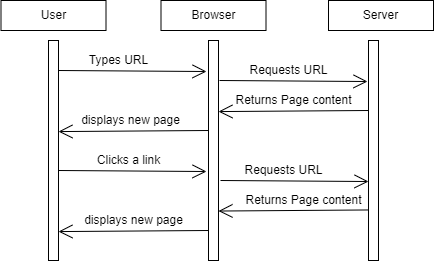 User
Browser
Server
Types URL
Requests URL
Returns Page content
displays new page
Clicks a link
Requests URL
Returns Page content
displays new page